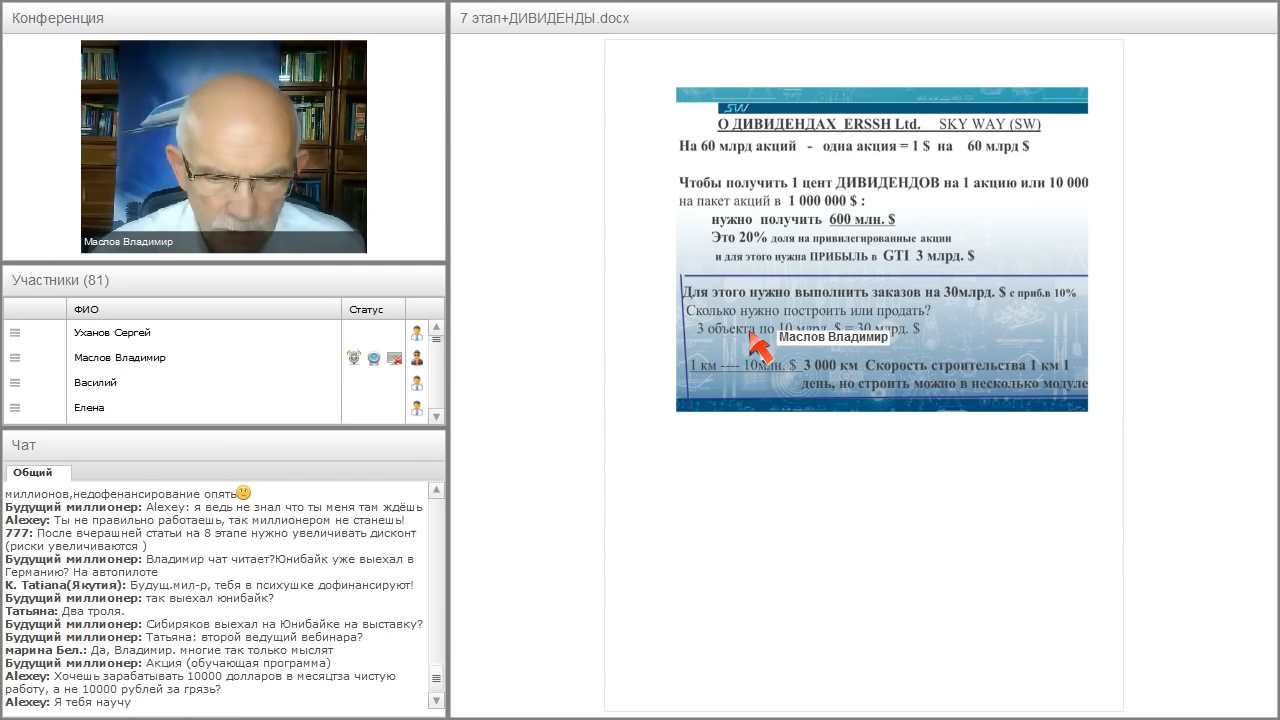 Конференция
Маслов Владимир
Участники (81)
ФИО
Статус
Уханов Сергей
Маслов Владимир
Василий
Елена
Чат
Общий
миллионов,недофенансирование опять
Будущий миллионер: Alexey: я ведь не знал что ты меня там ждёшь
Alexey: Ты не правильно работаешь, так миллионером не станешь!
777: После вчерашней статьи на 8 этапе нужно увеличивать дисконт
(риски увеличиваются )
Будущий миллионер: Владимир чат читает?Юнибайк уже выехал в
Германию? На автопилоте
K. Tatiana(Якутия): Будущ.мил-р, тебя в психушке дофинансируют!
Будущий миллионер: так выехал юнибайк?
Татьяна: Два троля.
Будущий миллионер: Сибиряков выехал на Юнибайке на выставку?
Будущий миллионер: Татьяна: второй ведущий вебинара?
марина Бел.: Да, Владимир. многие так только мыслят
Будущий миллионер: Акция (обучающая программа)
Alexey: Хочешь зарабатывать 10000 долларов в месяцтза чистую
работу, а не 10000 рублей за грязь?
Alexey: Я тебя научу
7 этап+ДИВИДЕНДЫ.docx
SW
О ДИВИДЕНДАХ ERSSH Ltd. SKY WAY (SW)
На 60 млрд акций - одна акция = 1 $ на 60 млрд $
Чтобы получить 1 цент ДИВИДЕНДОВ на 1 акцию или 10 000
на пакет акций в 1 000 000 $ :
нужно получить 600 млн. $
Это 20% доля на привилегированные акции
и для этого нужна ПРИБЫЛЬ в GTI 3 млрд. $
Для этого нужно выполнить заказов на 30млрд. $ с приб.в 10%
Сколько нужно построить или продать?
3 объекта по 10 млрд. $ = 30 млрд. $
Маслов Владимир
1 км ---- 10млн. $ 3 000 км Скорость строительства 1 км 1
день, но строить можно в несколько модуле